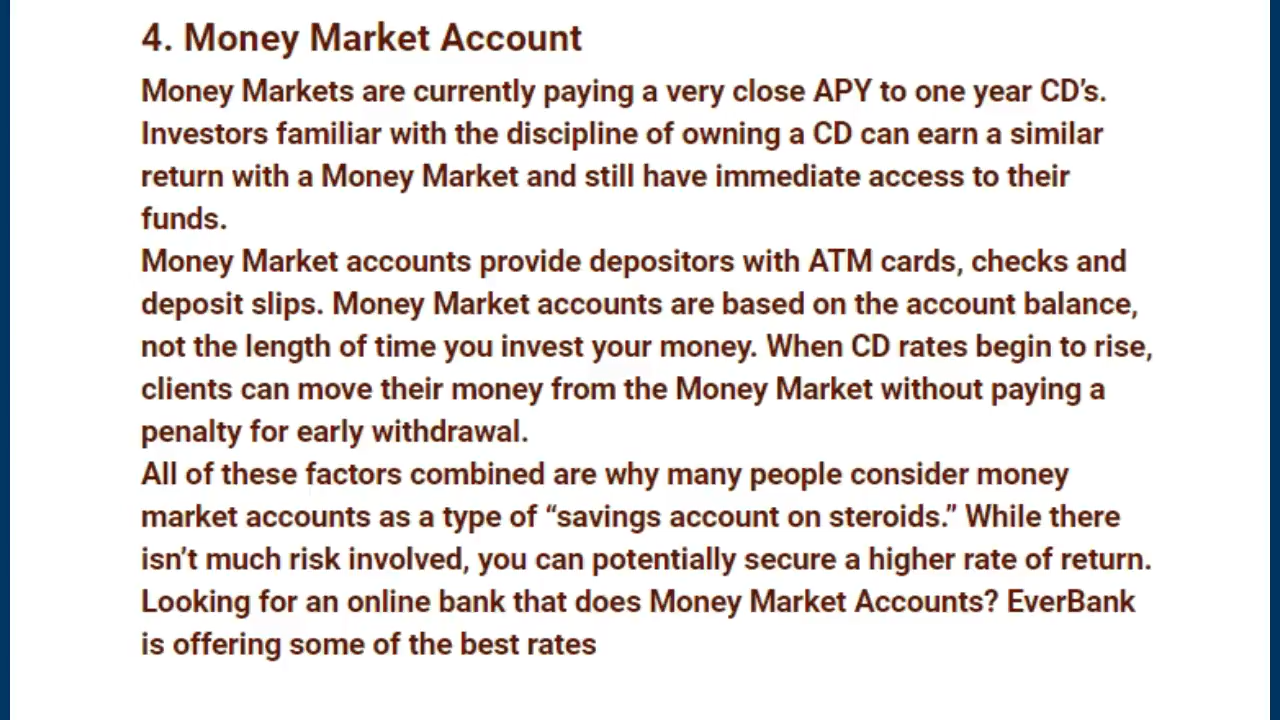 4. Money Market Account
Money Markets are currently paying a very close APY to one year CD’s.
Investors familiar with the discipline of owning a CD can earn a similar
return with a Money Market and still have immediate access to their
funds.
Money Market accounts provide depositors with ATM cards, checks and
deposit slips. Money Market accounts are based on the account balance,
not the length of time you invest your money. When CD rates begin to rise,
clients can move their money from the Money Market without paying a
penalty for early withdrawal.
All of these factors combined are why many people consider money
market accounts as a type of “savings account on steroids.” While there
isn’t much risk involved, you can potentially secure a higher rate of return.
Looking for an online bank that does Money Market Accounts? EverBank
is offering some of the best rates